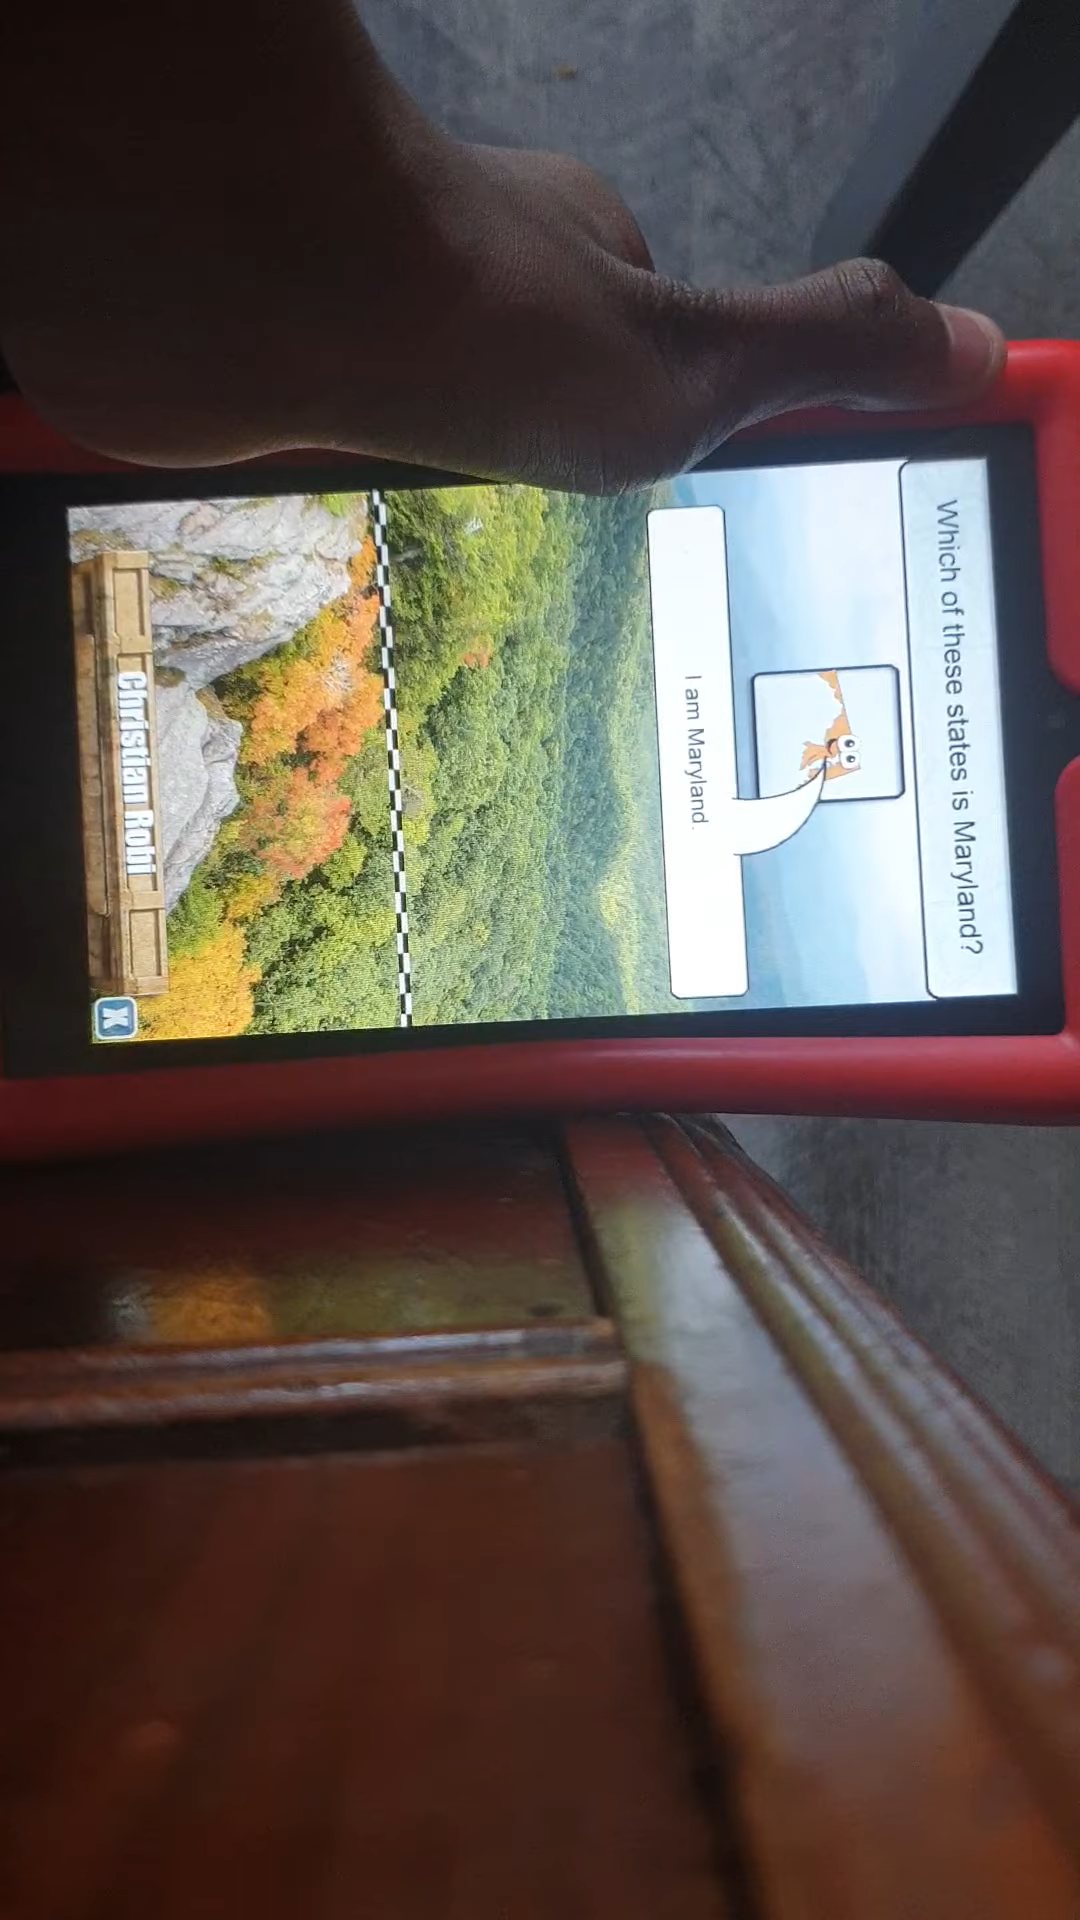 Which of these states is Maryland?
I am Maryland.
Christian Robi
X